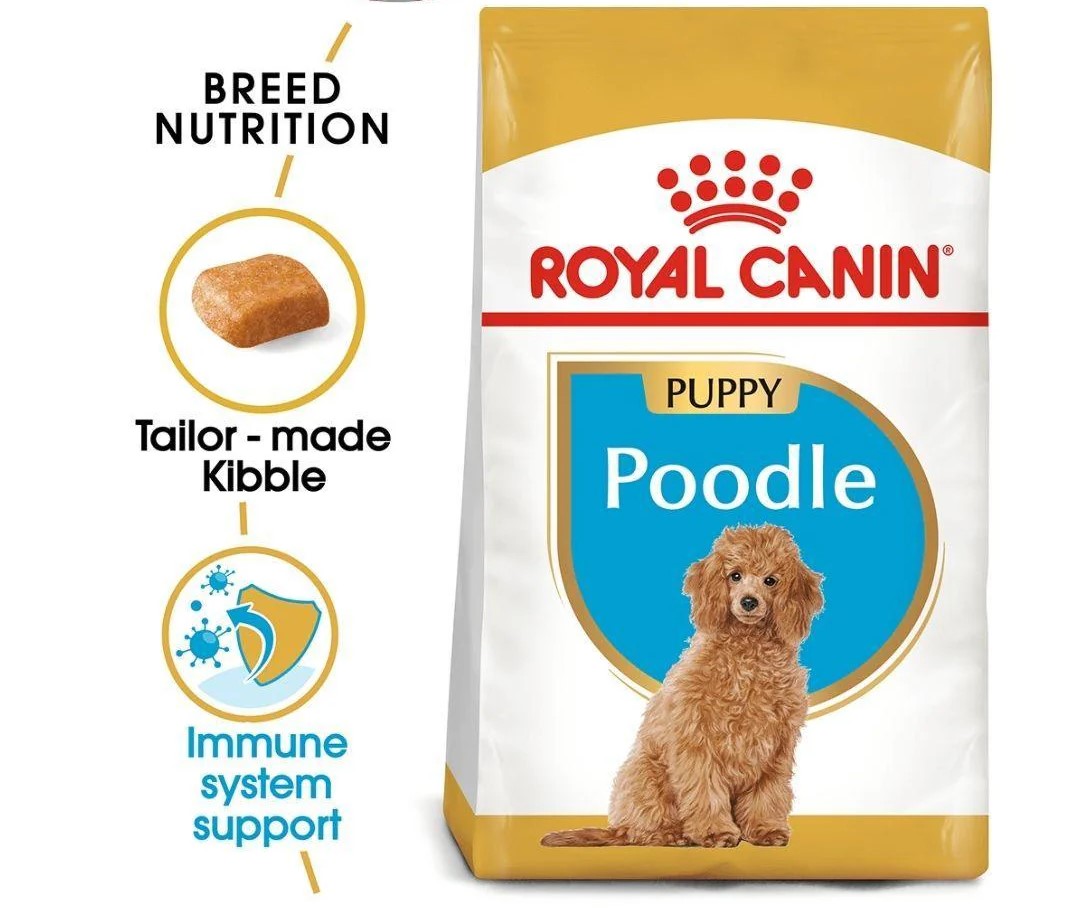 BREED
NUTRITION
Tailor - made
Kibble
Immune
system
support
ROYAL CANIN®
PUPPY
Poodle